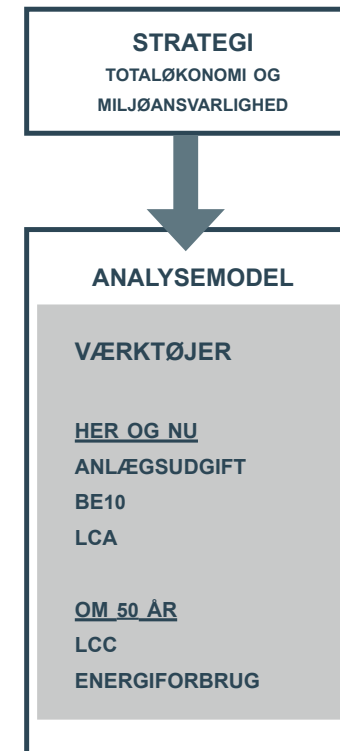 STRATEGI
TOTALØKONOMI OG
MILJØANSVARLIGHED
ANALYSEMODEL
VÆRKTØJER
HER OG NU
ANLÆGSUDGIFT
BE10
LCA
OM 50 ÅR
LCC
ENERGIFORBRUG